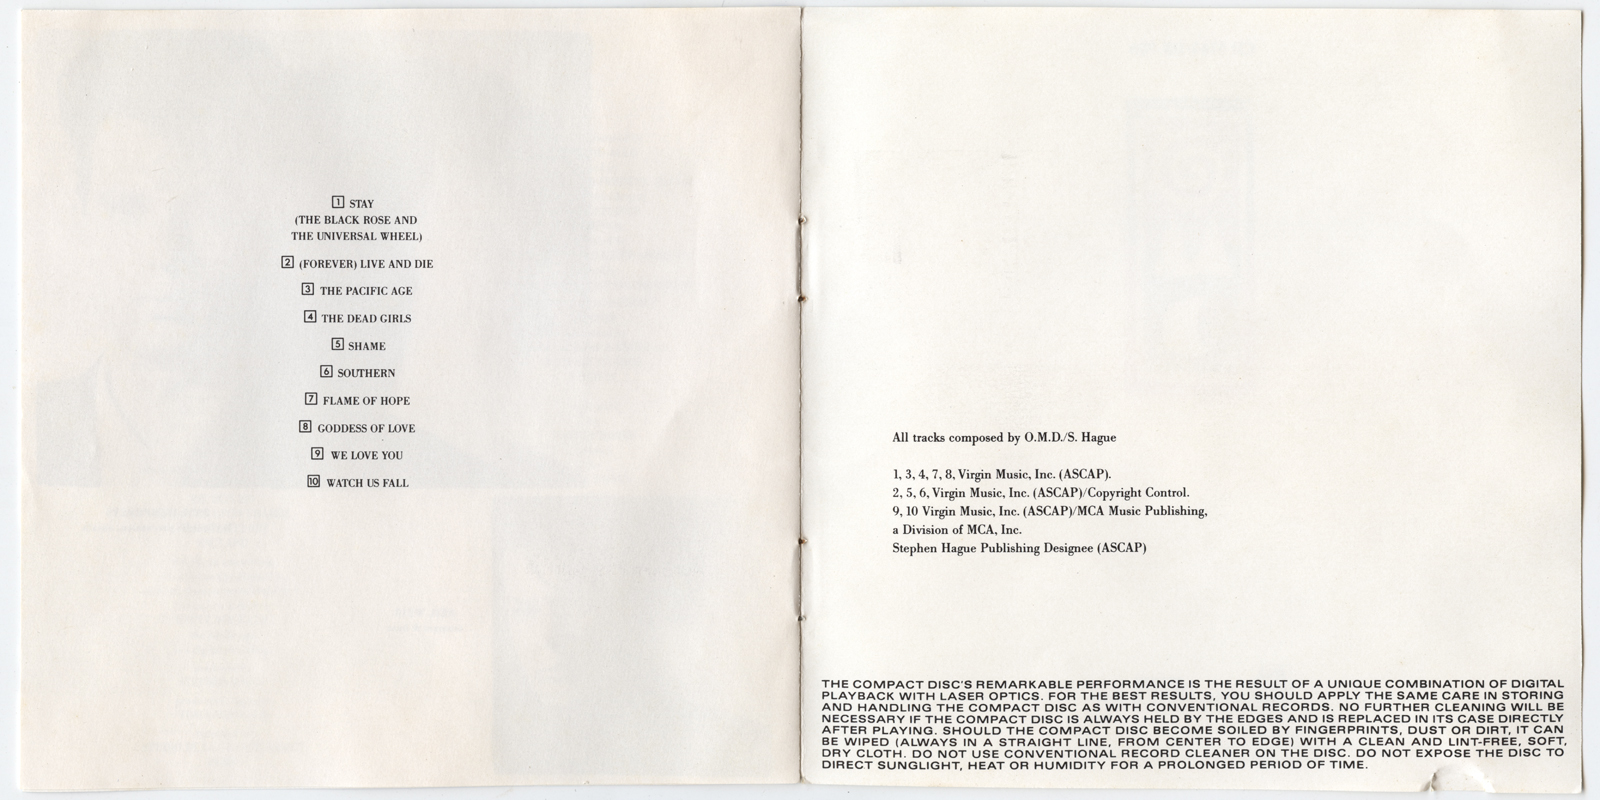 1 STAY
(THE BLACK ROSE AND
THE UNIVERSAL WHEEL)
2 (FOREVER) LIVE AND DIE
3 THE PACIFIC AGE
4 THE DEAD GIRLS
5 SHAME
6 SOUTHERN
7 FLAME OF HOPE
8 GODDESS OF LOVE
9 WE LOVE YOU
10 WATCH US FALL
All tracks composed by O.M.D./S. Hague
1, 3, 4, 7, 8, Virgin Music, Inc. (ASCAP).
2, 5, 6, Virgin Music, Inc. (ASCAP)/Copyright Control.
9, 10 Virgin Music, Inc. (ASCAP)/MCA Music Publishing,
a Division of MCA, Inc.
Stephen Hague Publishing Designee (ASCAP)
THE COMPACT DISC'S REMARKABLE PERFORMANCE IS THE RESULT OF A UNIQUE COMBINATION OF DIGITAL
PLAYBACK WITH LASER OPTICS. FOR THE BEST RESULTS, YOU SHOULD APPLY THE SAME CARE IN STORING
AND HANDLING THE COMPACT DISC AS WITH CONVENTIONAL RECORDS. NO FURTHER CLEANING WILL BE
NECESSARY IF THE COMPACT DISC IS ALWAYS HELD BY THE EDGES AND IS REPLACED IN ITS CASE DIRECTLY
AFTER PLAYING. SHOULD THE COMPACT DISC BECOME SOILED BY FINGERPRINTS, DUST OR DIRT, IT CAN
BE WIPED (ALWAYS IN A STRAIGHT LINE, FROM CENTER TO EDGE) WITH A CLEAN AND LINT-FREE, SOFT,
DRY CLOTH. DO NOT USE CONVENTIONAL RECORD CLEANER ON THE DISC. DO NOT EXPOSE THE DISC TO
DIRECT SUNGLIGHT, HEAT OR HUMIDITY FOR A PROLONGED PERIOD OF TIME.